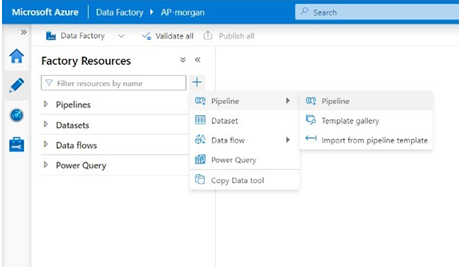 Microsoft Azure Data Factory AP-morgan Search
Data Factory Validate all Publish all
Factory Resources
Filter resources by name
Pipelines
Datasets
Data flows
Power Query
Pipeline
Dataset
Data flow
Power Query
Copy Data tool
Pipeline
Template gallery
Import from pipeline template